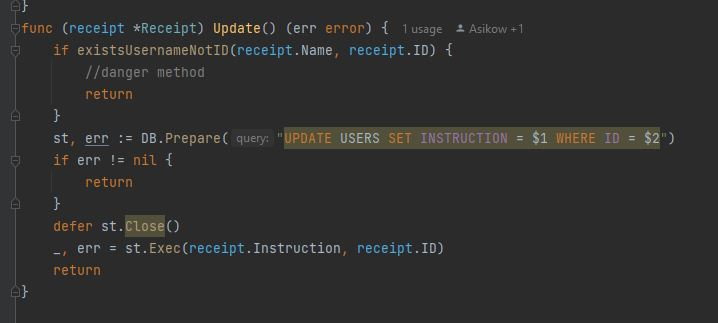 }
func (receipt *Receipt) Update() (err error) { 1 usage Asikow +1
if existsUsernameNotID(receipt.Name, receipt.ID) {
//danger method
return
}
st, err := DB.Prepare( query: "UPDATE USERS SET INSTRUCTION = $1 WHERE ID = $2")
if err != nil {
return
}
defer st.Close()
_, err = st.Exec(receipt.Instruction, receipt.ID)
return
}